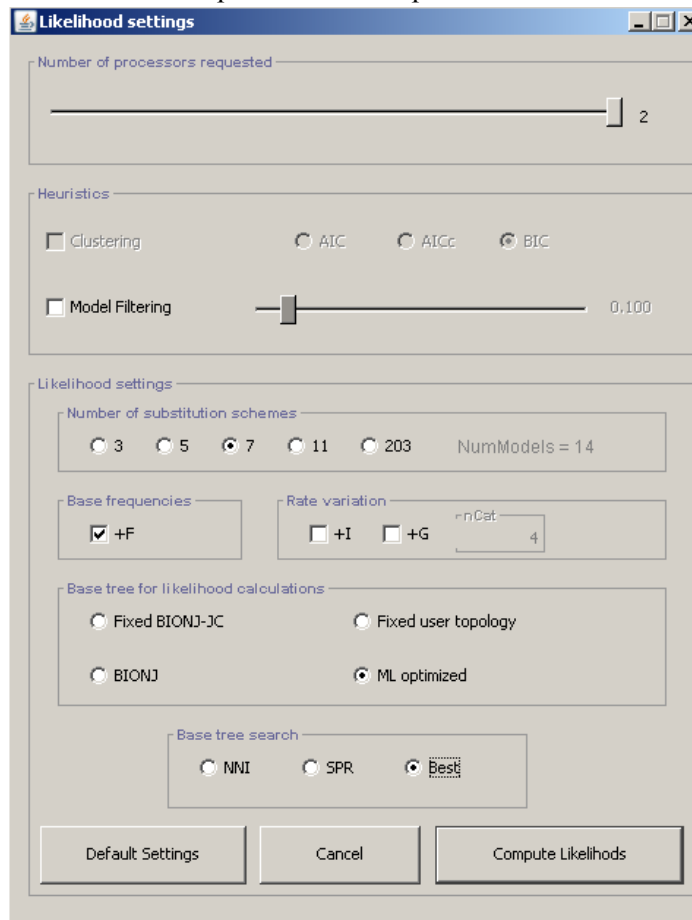 Likelihood settings
Number of processors requested
2
Heuristics
Clustering AIC AICc BIC
Model Filtering 0.100
Likelihood settings
Number of substitution schemes
3 5 7 11 203 NumModels = 14
Base frequencies Rate variation
+F +I +G nCat 4
Base tree for likelihood calculations
Fixed BIONJ-JC Fixed user topology
BIONJ ML optimized
Base tree search
NNI SPR Best
Default Settings Cancel Compute Likelihods